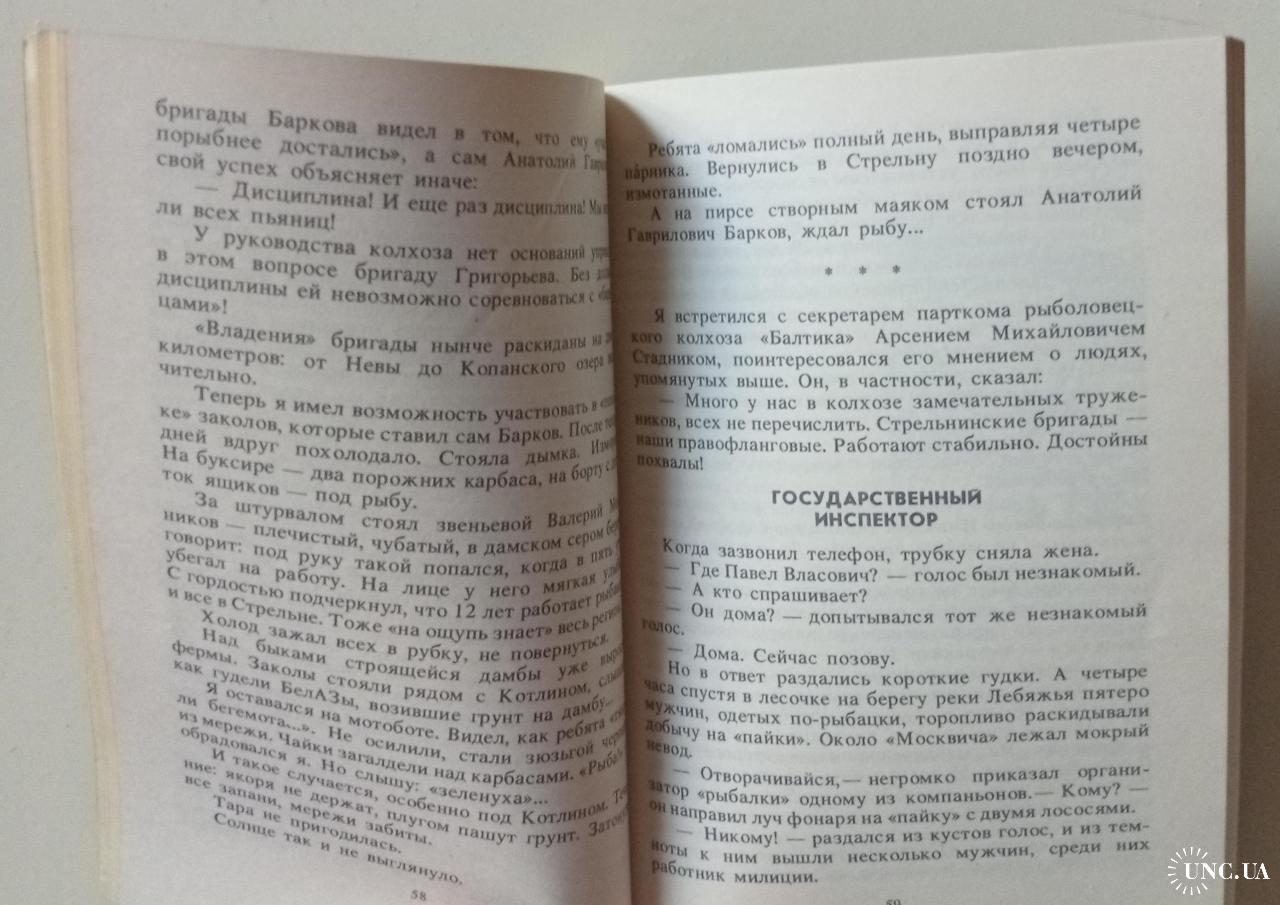 бригады Баркова видел в том, что ему
порыбнее достались», а сам Анатолий
свой успех объясняет иначе:
— Дисциплина! И еще раз дисциплина!
ли всех пьяниц!
У руководства колхоза нет оснований
в этом вопросе бригаду Григорьева. Без
дисциплины ей невозможно соревноваться с
цами»!
«Владения» бригады нынче раскиданы на
километров: от Невы до Копанского озера
чительно.
Теперь я имел возможность участвовать в
ке» заколов, которые ставил сам Барков. После
дней вдруг похолодало. Стояла дымка.
На буксире — два порожних карбаса, на борту с
ток ящиков — под рыбу.
За штурвалом стоял звеньевой Валерий
ников — плечистый, чубатый, в дамском сером
говорит: под руку такой попался, когда в пять
убегал на работу. На лице у него мягкая
С гордостью подчеркнул, что 12 лет работает
и все в Стрельне. Тоже «на ощупь знает» весь
Холод зажал всех в рубку, не повернуться.
Над быками строящейся дамбы уже
фермы. Заколы стояли рядом с Котлином,
как гудели БелАЗы, возившие грунт на дамбу...
Я оставался на мотоботе. Видел, как ребята
ли бегемота...». Не осилили, стали зюзьгой
из мережи. Чайки загалдели над карбасами. «Рыба!»
обрадовался я. Но слышу: «зеленуха»...
И такое случается, особенно под Котлином.
ние: якоря не держат, плугом пашут грунт.
все запани, мережи забиты.
Тара не пригодилась.
Солнце так и не выглянуло.
58
Ребята «ломались» полный день, выправляя четыре
пáрника. Вернулись в Стрельну поздно вечером,
измотанные.
А на пирсе створным маяком стоял Анатолий
Гаврилович Барков, ждал рыбу...
* * *
Я встретился с секретарем парткома рыболовец-
кого колхоза «Балтика» Арсением Михайловичем
Стадником, поинтересовался его мнением о людях,
упомянутых выше. Он, в частности, сказал:
— Много у нас в колхозе замечательных труже-
ников, всех не перечислить. Стрельнинские бригады —
наши правофланговые. Работают стабильно. Достойны
похвалы!
ГОСУДАРСТВЕННЫЙ
ИНСПЕКТОР
Когда зазвонил телефон, трубку сняла жена.
— Где Павел Власович? — голос был незнакомый.
— А кто спрашивает?
— Он дома? — допытывался тот же незнакомый
голос.
— Дома. Сейчас позову.
Но в ответ раздались короткие гудки. А четыре
часа спустя в лесочке на берегу реки Лебяжья пятеро
мужчин, одетых по-рыбацки, торопливо раскидывали
добычу на «пайки». Около «Москвича» лежал мокрый
невод.
— Отворачивайся,— негромко приказал органи-
затор «рыбалки» одному из компаньонов.— Кому? —
он направил луч фонаря на «пайку» с двумя лососями.
— Никому! — раздался из кустов голос, и из тем-
ноты к ним вышли несколько мужчин, среди них
работник милиции.
59
UNC.UA